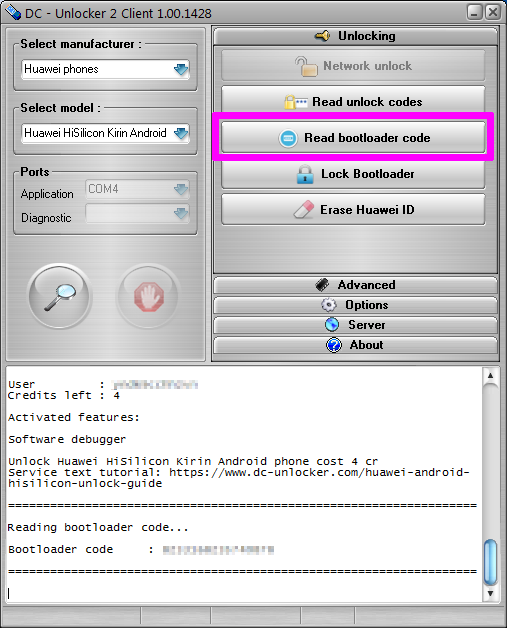 DC - Unlocker 2 Client 1.00.1428
Select manufacturer :
Huawei phones
Select model :
Huawei HiSilicon Kirin Android
Ports
Application COM4
Diagnostic
Unlocking
Network unlock
Read unlock codes
Read bootloader code
Lock Bootloader
Erase Huawei ID
Advanced
Options
Server
About
User :
Credits left : 4
Activated features:
Software debugger
Unlock Huawei HiSilicon Kirin Android phone cost 4 cr
Service text tutorial: https://www.dc-unlocker.com/huawei-android-
hisilicon-unlock-guide
===================================================================
Reading bootloader code...
Bootloader code :
===================================================================